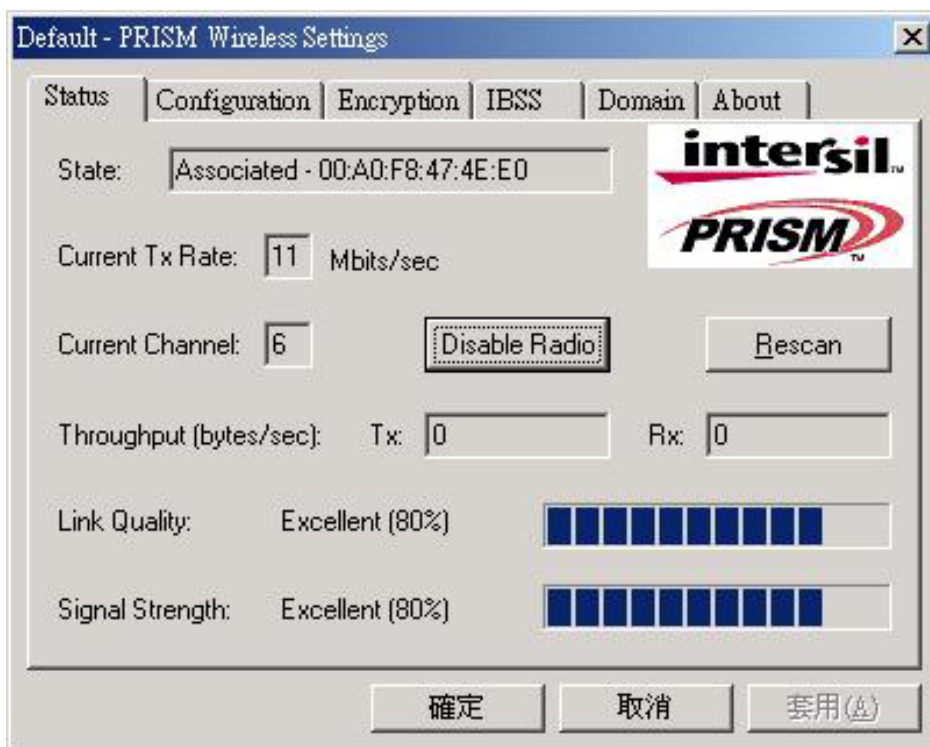 Default - PRISM Wireless Settings
Status Configuration Encryption IBSS Domain About
State: Associated - 00:A0:F8:47:4E:E0
intersil™
PRISM™
Current Tx Rate: 11 Mbits/sec
Current Channel: 6 Disable Radio Rescan
Throughput (bytes/sec): Tx: 0 Rx: 0
Link Quality: Excellent (80%)
Signal Strength: Excellent (80%)
確定 取消 套用(A)